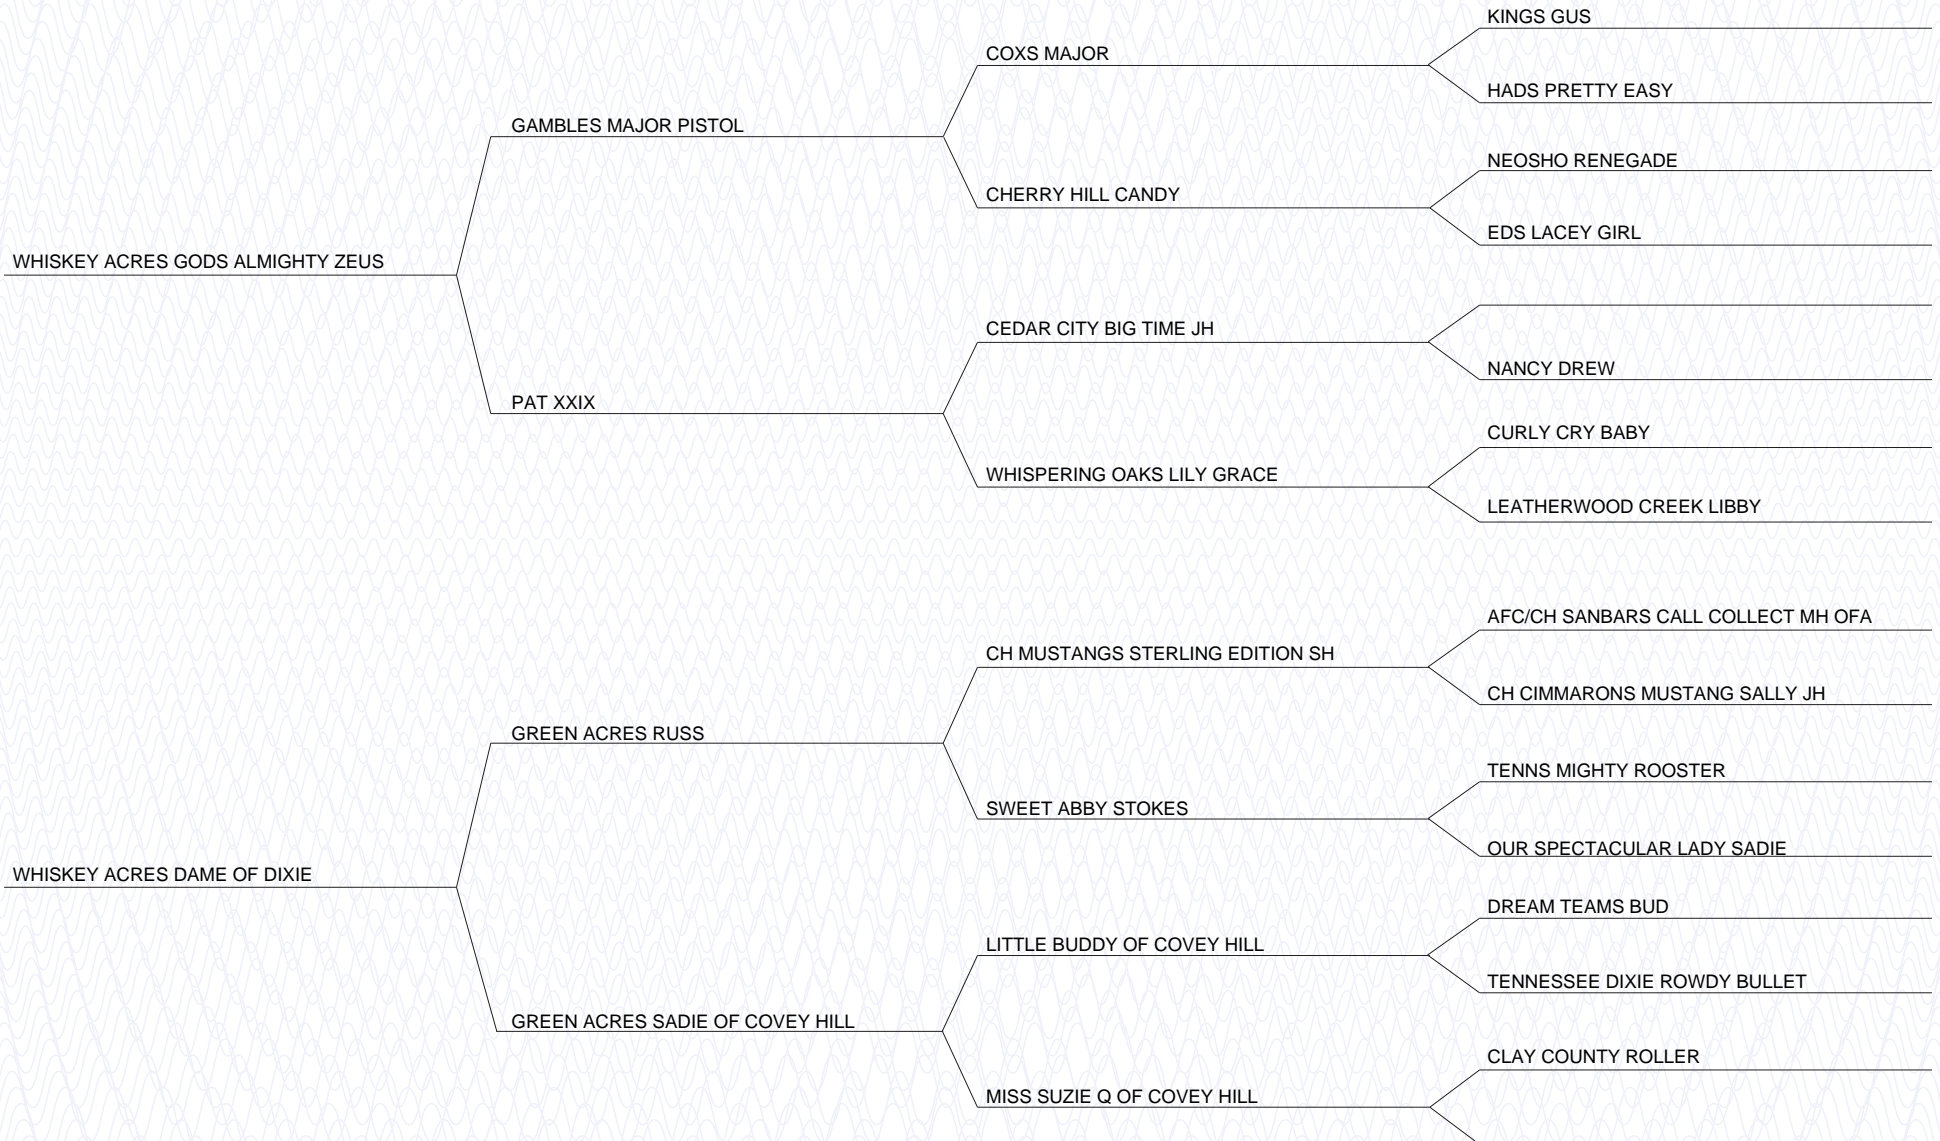 KINGS GUS
COXS MAJOR
HADS PRETTY EASY
GAMBLES MAJOR PISTOL
NEOSHO RENEGADE
CHERRY HILL CANDY
EDS LACEY GIRL
WHISKEY ACRES GODS ALMIGHTY ZEUS
CEDAR CITY BIG TIME JH
NANCY DREW
PAT XXIX
CURLY CRY BABY
WHISPERING OAKS LILY GRACE
LEATHERWOOD CREEK LIBBY
AFC/CH SANBARS CALL COLLECT MH OFA
CH MUSTANGS STERLING EDITION SH
CH CIMMARONS MUSTANG SALLY JH
GREEN ACRES RUSS
TENNS MIGHTY ROOSTER
SWEET ABBY STOKES
OUR SPECTACULAR LADY SADIE
WHISKEY ACRES DAME OF DIXIE
DREAM TEAMS BUD
LITTLE BUDDY OF COVEY HILL
TENNESSEE DIXIE ROWDY BULLET
GREEN ACRES SADIE OF COVEY HILL
CLAY COUNTY ROLLER
MISS SUZIE Q OF COVEY HILL